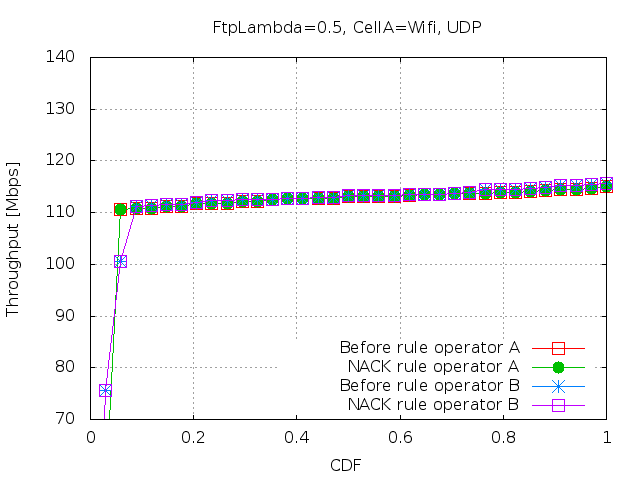 FtpLambda=0.5, CellA=Wifi, UDP
140
130
120
110
100
90
80
70
Throughput [Mbps]
Before rule operator A
NACK rule operator A
Before rule operator B
NACK rule operator B
0 0.2 0.4 0.6 0.8 1
CDF